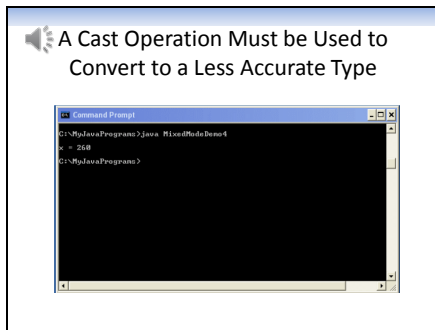 A Cast Operation Must be Used to
Convert to a Less Accurate Type
Command Prompt
C:\MyJavaPrograms>java MixedModeDemo4
x = 260
C:\MyJavaPrograms>